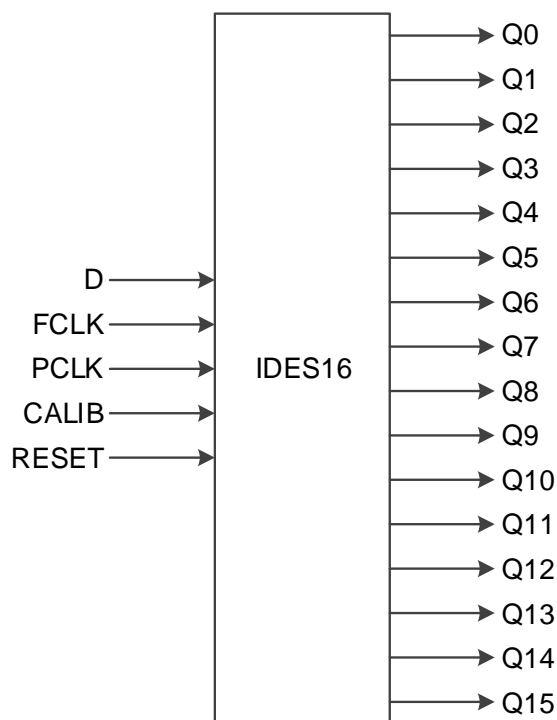 D
FCLK
PCLK
CALIB
RESET
IDES16
Q0
Q1
Q2
Q3
Q4
Q5
Q6
Q7
Q8
Q9
Q10
Q11
Q12
Q13
Q14
Q15